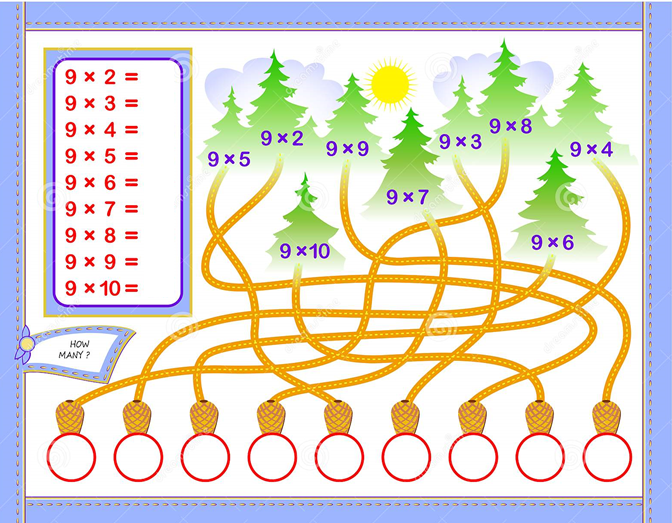 9 × 2 =
9 × 3 =
9 × 4 =
9 × 5 =
9 × 6 =
9 × 7 =
9 × 8 =
9 × 9 =
9 × 10 =
HOW
MANY ?
9 × 5
9 × 2
9 × 9
9 × 3
9 × 8
9 × 4
9 × 7
9 × 10
9 × 6